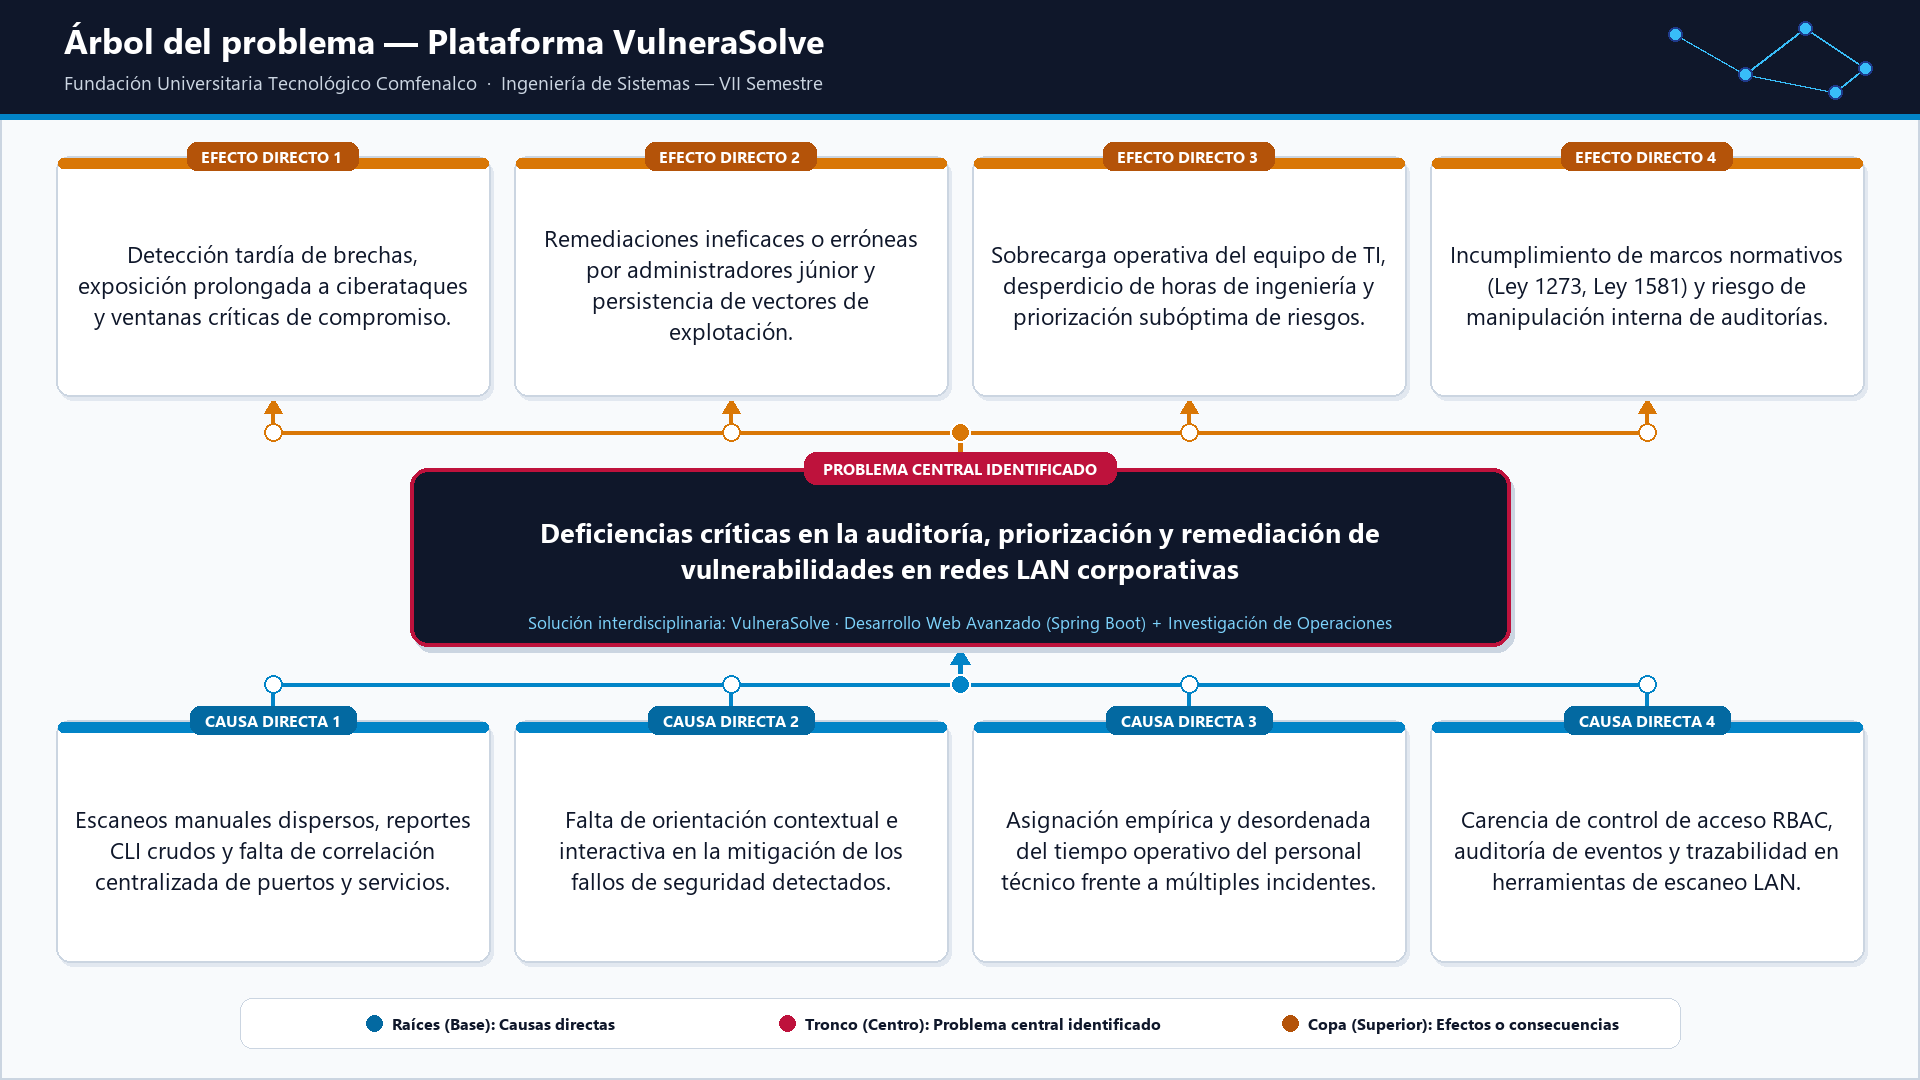 Árbol del problema — Plataforma VulneraSolve
Fundación Universitaria Tecnológico Comfenalco · Ingeniería de Sistemas — VII Semestre
EFECTO DIRECTO 1
Detección tardía de brechas,
exposición prolongada a ciberataques
y ventanas críticas de compromiso.
EFECTO DIRECTO 2
Remediaciones ineficaces o erróneas
por administradores júnior y
persistencia de vectores de
explotación.
EFECTO DIRECTO 3
Sobrecarga operativa del equipo de TI,
desperdicio de horas de ingeniería y
priorización subóptima de riesgos.
EFECTO DIRECTO 4
Incumplimiento de marcos normativos
(Ley 1273, Ley 1581) y riesgo de
manipulación interna de auditorías.
PROBLEMA CENTRAL IDENTIFICADO
Deficiencias críticas en la auditoría, priorización y remediación de
vulnerabilidades en redes LAN corporativas
Solución interdisciplinaria: VulneraSolve · Desarrollo Web Avanzado (Spring Boot) + Investigación de Operaciones
CAUSA DIRECTA 1
Escaneos manuales dispersos, reportes
CLI crudos y falta de correlación
centralizada de puertos y servicios.
CAUSA DIRECTA 2
Falta de orientación contextual e
interactiva en la mitigación de los
fallos de seguridad detectados.
CAUSA DIRECTA 3
Asignación empírica y desordenada
del tiempo operativo del personal
técnico frente a múltiples incidentes.
CAUSA DIRECTA 4
Carencia de control de acceso RBAC,
auditoría de eventos y trazabilidad en
herramientas de escaneo LAN.
Raíces (Base): Causas directas
Tronco (Centro): Problema central identificado
Copa (Superior): Efectos o consecuencias